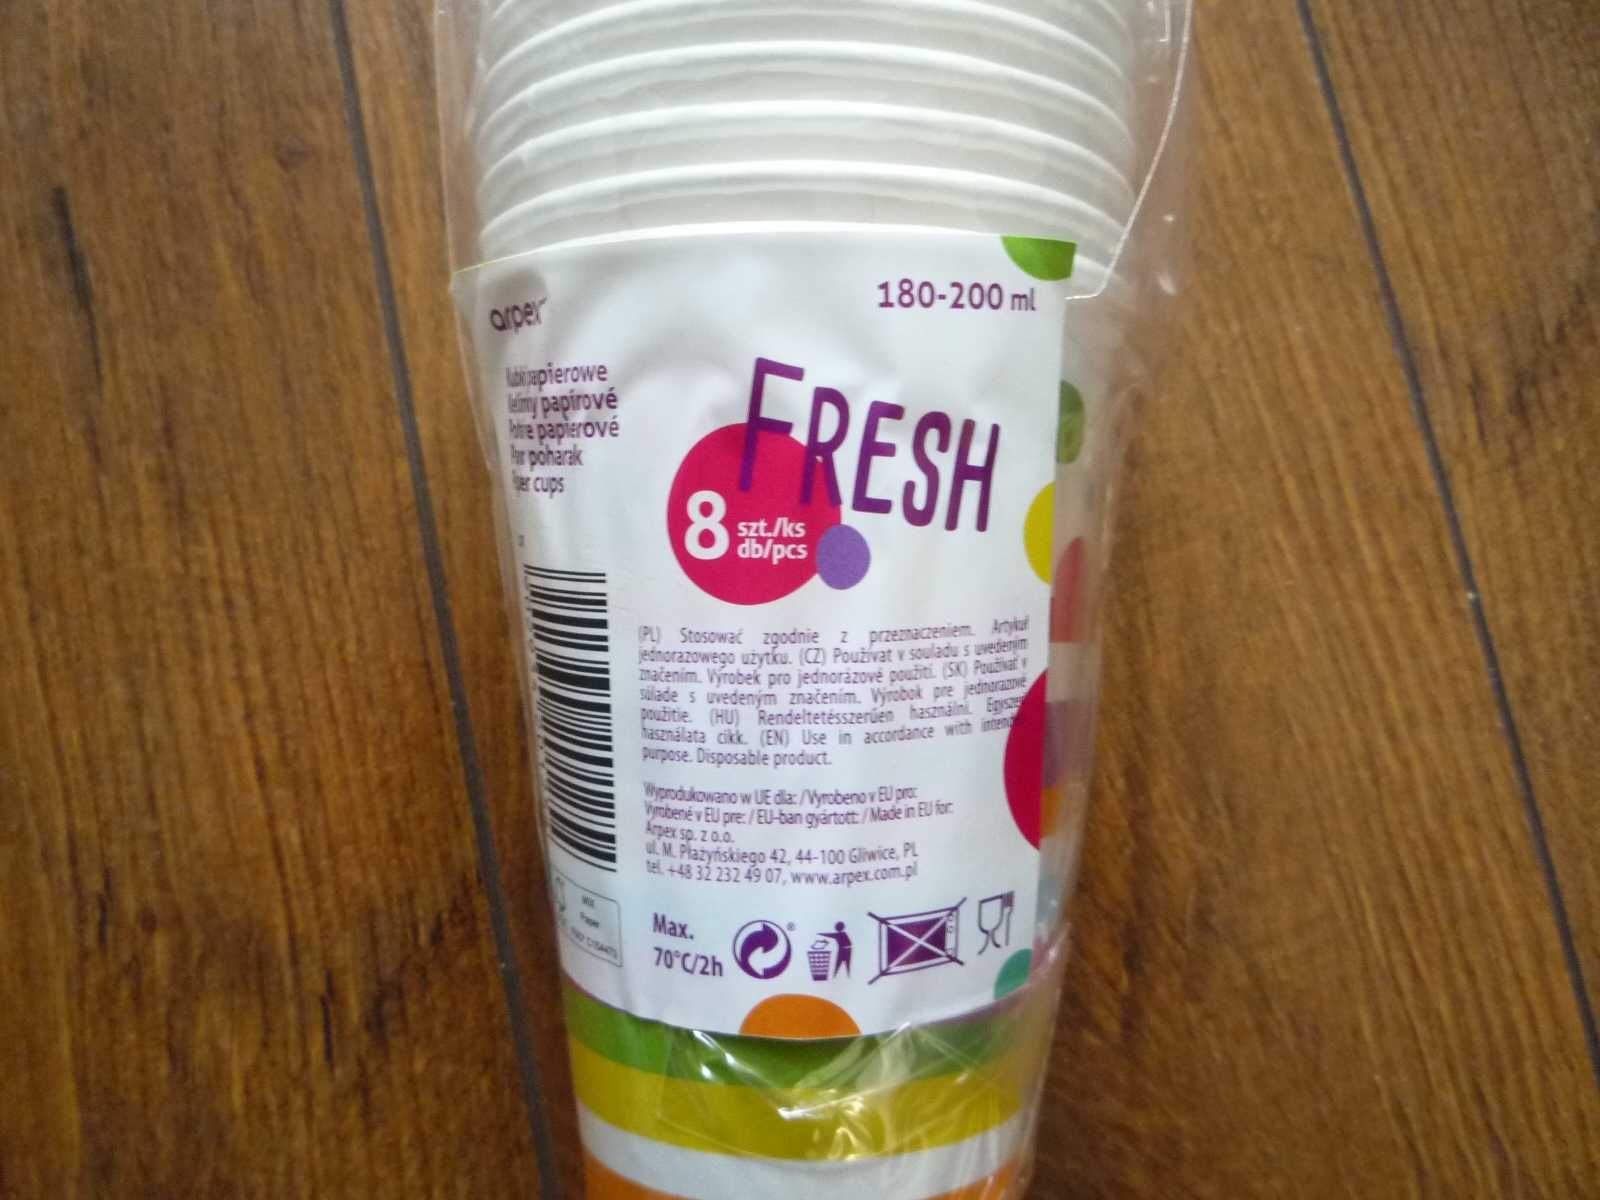 arpex
180-200 ml
Kubki papierowe
Kelímy papírové
Poháre papierové
Papír poharak
Paper cups
FRESH
8 szt./ks
db/pcs
(PL) Stosować zgodnie z przeznaczeniem. Artykuł
jednorazowego użytku. (CZ) Používat v souladu s uvedeným
značením. Výrobek pro jednorázové použití. (SK) Používať v
súlade s uvedeným značením. Výrobok pre jednorazové
použitie. (HU) Rendeltetésszerűen használni. Egyszer
használata cikk. (EN) Use in accordance with
purpose. Disposable product.
Wyprodukowano w UE dla: / Vyrobeno v EU pro:
Vyrobené v EU pre: / EU-ban gyártott: / Made in EU for:
Arpex sp. z o.o.
ul. M. Płażyńskiego 42, 44-100 Gliwice, PL
tel. +48 32 232 49 07, www.arpex.com.pl
MIX
Paper
Max.
70°C/2h